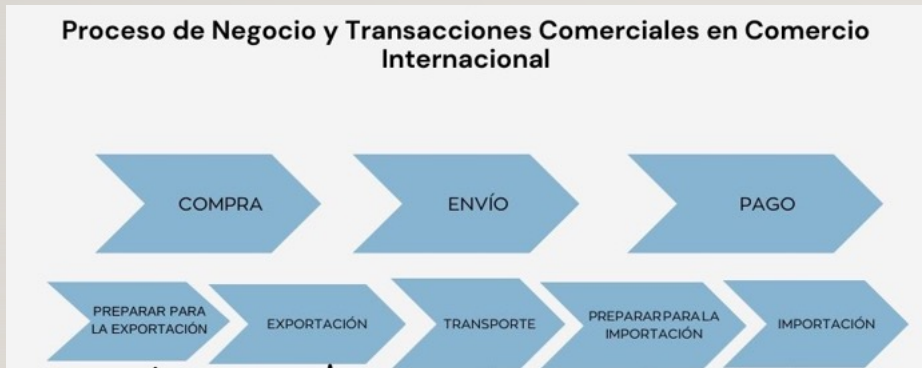 Proceso de Negocio y Transacciones Comerciales en Comercio
Internacional
COMPRA
ENVÍO
PAGO
PREPARAR PARA
LA EXPORTACIÓN
EXPORTACIÓN
TRANSPORTE
PREPARAR PARA LA
IMPORTACIÓN
IMPORTACIÓN